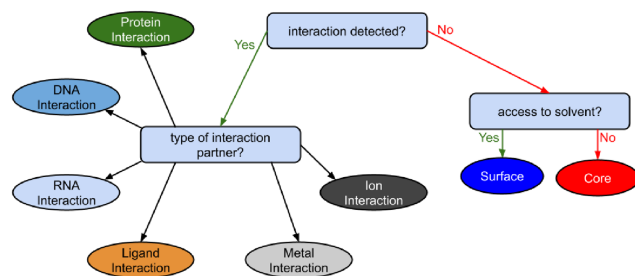 Protein
Interaction
interaction detected?
Yes
No
DNA
Interaction
access to solvent?
type of interaction
partner?
Yes
No
RNA
Interaction
Ion
Interaction
Surface
Core
Ligand
Interaction
Metal
Interaction